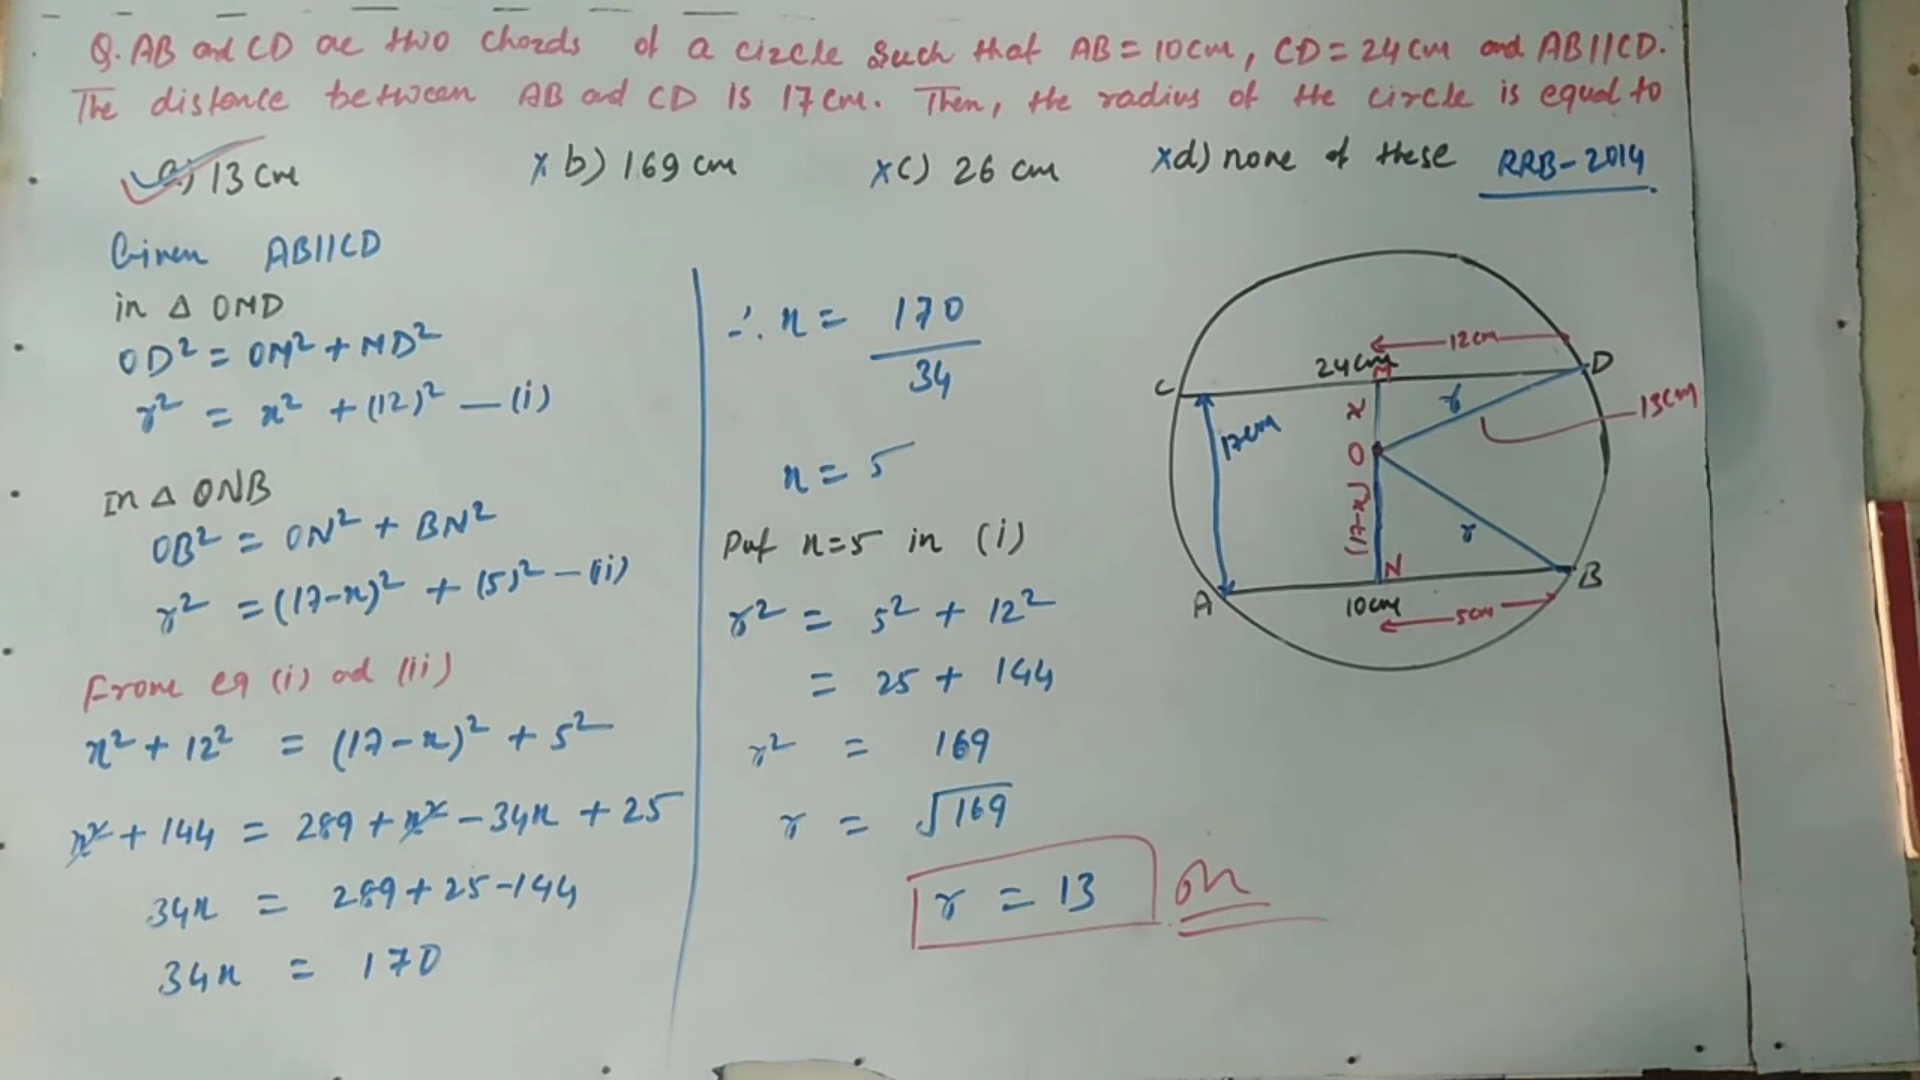 Q. AB and CD are two chords of a circle such that AB = 10cm, CD = 24cm and AB||CD.
The distance between AB and CD is 17cm. Then, the radius of the circle is equal to
a) 13 cm x b) 169 cm x c) 26 cm x d) none of these RRB-2014
Given AB||CD
in Δ OMD
OD² = OM² + MD²
r² = x² + (12)² — (i)
In Δ ONB
OB² = ON² + BN²
r² = (17-x)² + (5)² — (ii)
From eq (i) ad (ii)
x² + 12² = (17-x)² + 5²
x² + 144 = 289 + x² - 34x + 25
34x = 289 + 25 - 144
34x = 170
∴ x = 170
34
x = 5
Put x=5 in (i)
r² = 5² + 12²
= 25 + 144
r² = 169
r = √169
r = 13
12cm
24cm
M
C
D
x
r
13cm
17cm
O
(17-x)
r
N
B
A
10cm
5cm